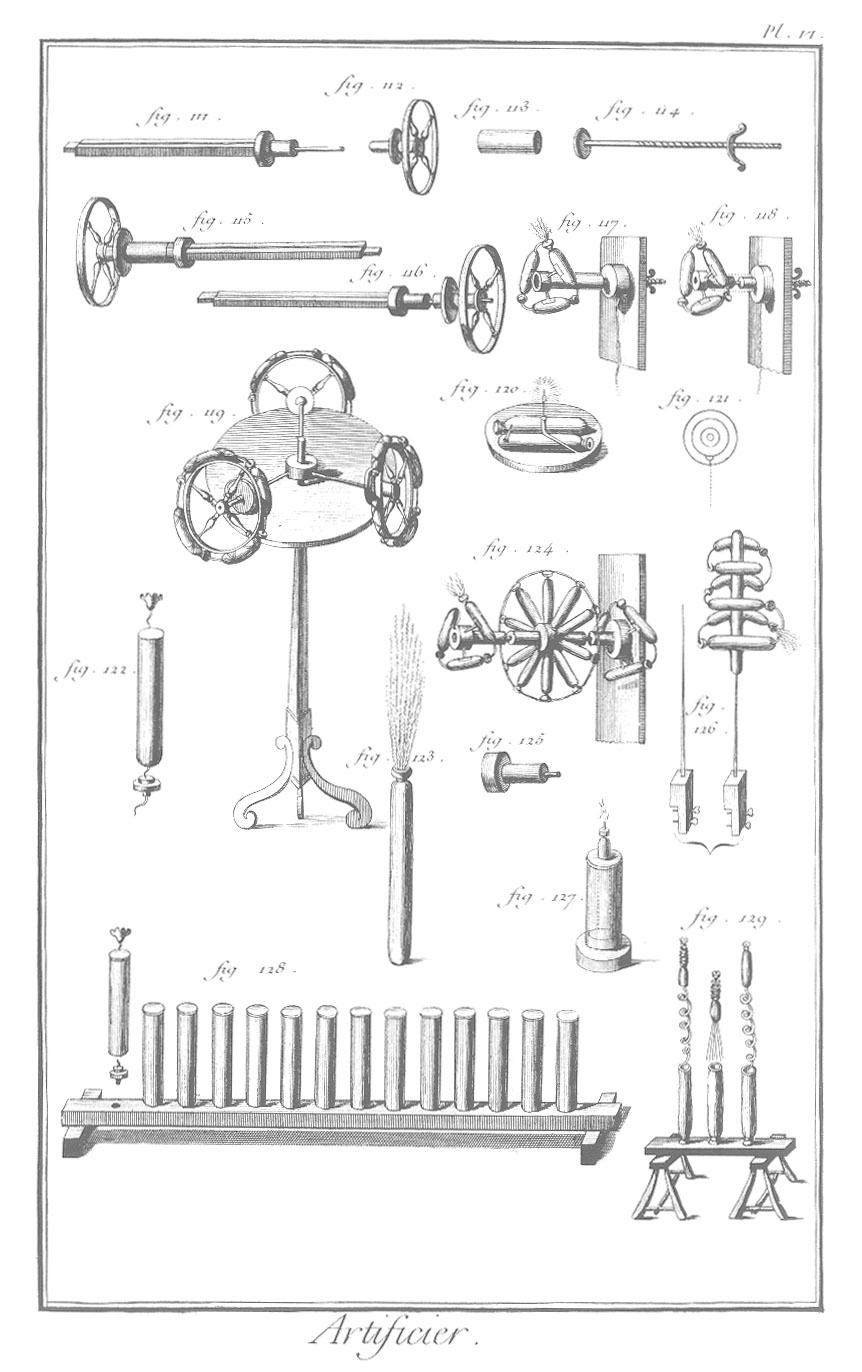 Pl. VI.
fig. 111.
fig. 112.
fig. 113.
fig. 114.
fig. 115.
fig. 116.
fig. 117.
fig. 118.
fig. 119.
fig. 120.
fig. 121.
fig. 124.
fig. 122.
fig. 123.
fig. 125
fig.
126.
fig. 127.
fig. 129.
fig 128.
Artificier.